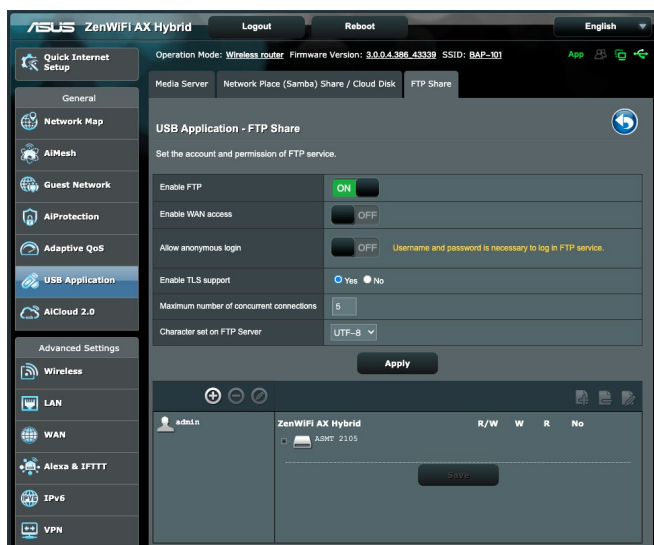 ASUS ZenWiFi AX Hybrid Logout Reboot English
Quick Internet Setup
Operation Mode: Wireless router Firmware Version: 3.0.0.4.386_43339 SSID: BAP-101 App
Media Server Network Place (Samba) Share / Cloud Disk FTP Share
General
Network Map
AiMesh
Guest Network
AiProtection
Adaptive QoS
USB Application
AiCloud 2.0
Advanced Settings
Wireless
LAN
WAN
Alexa & IFTTT
IPv6
VPN
USB Application - FTP Share
Set the account and permission of FTP service.
Enable FTP ON
Enable WAN access OFF
Allow anonymous login OFF Username and password is necessary to log in FTP service.
Enable TLS support Yes No
Maximum number of concurrent connections 5
Character set on FTP Server UTF-8
Apply
admin
ZenWiFi AX Hybrid R/W W R No
ASMT 2105
Save